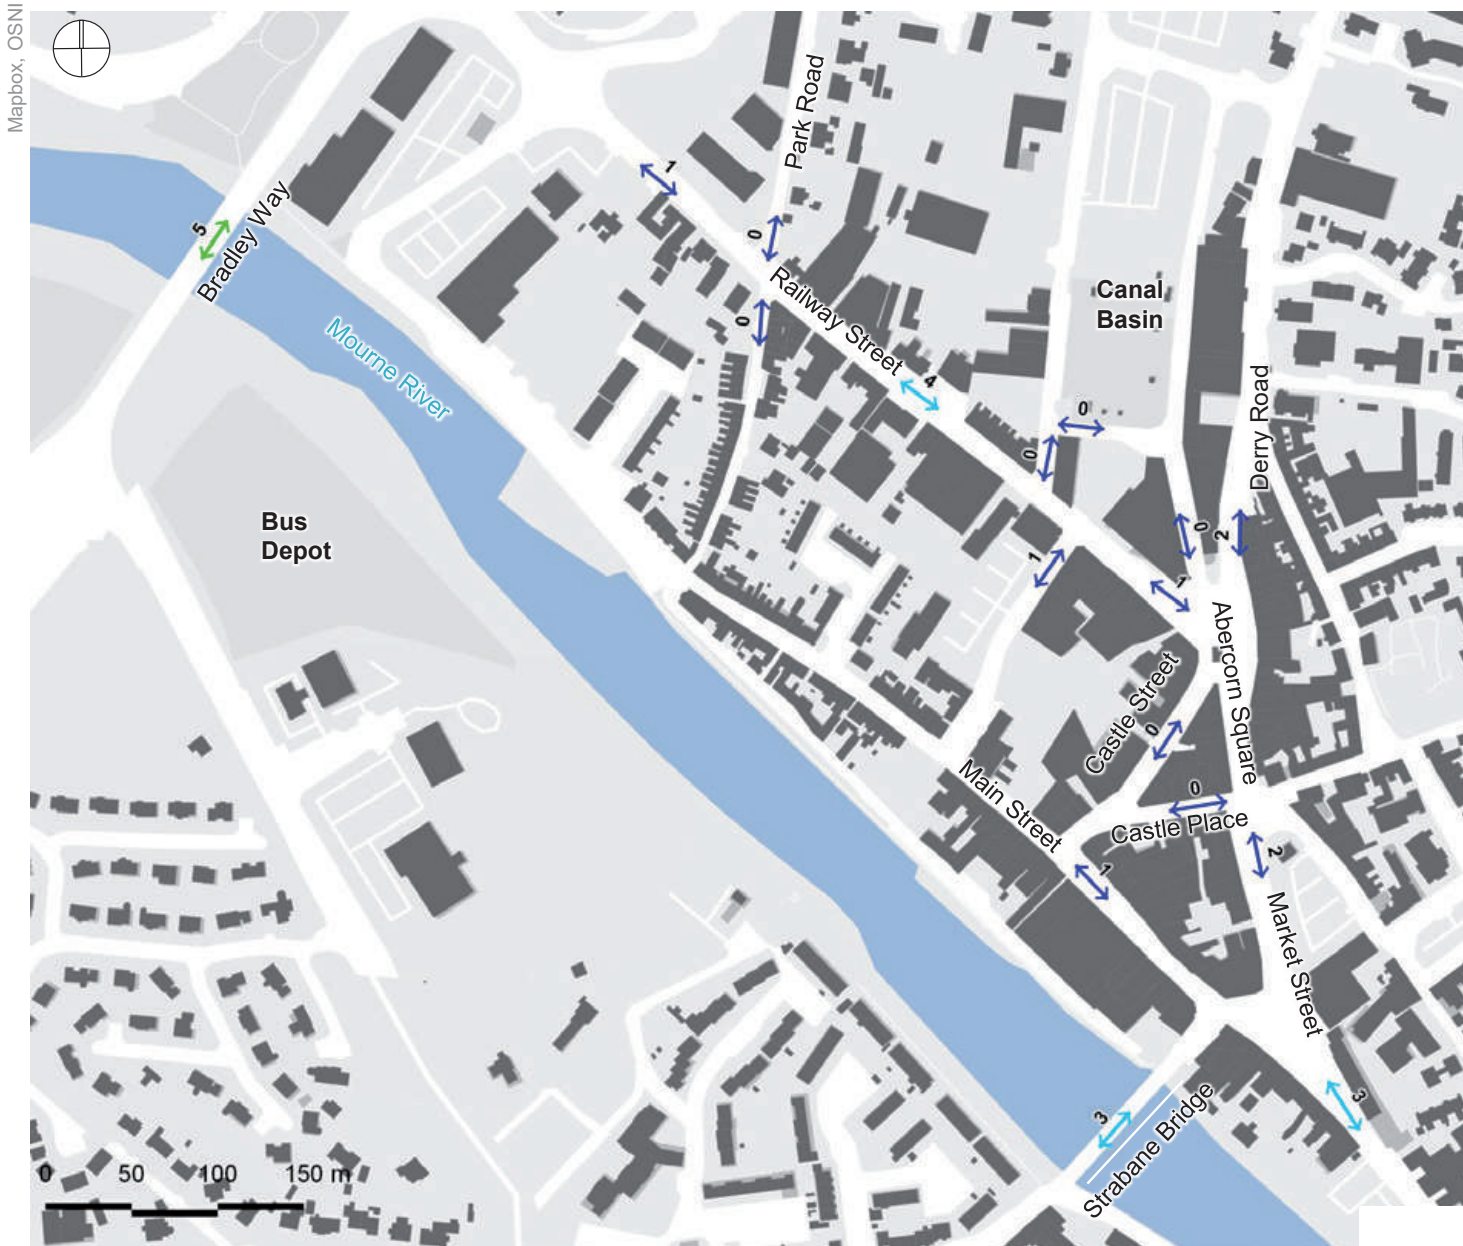 Mapbox, OSNI
Park Road
1
5
Bradley Way
0
Railway Street
Canal
Basin
0
Mourne River
4
Derry Road
0
0
Bus
Depot
0
2
1
1
Abercorn Square
Castle Street
0
Main Street
0
Castle Place
2
1
Market Street
3
3
Strabane Bridge
0 50 100 150 m